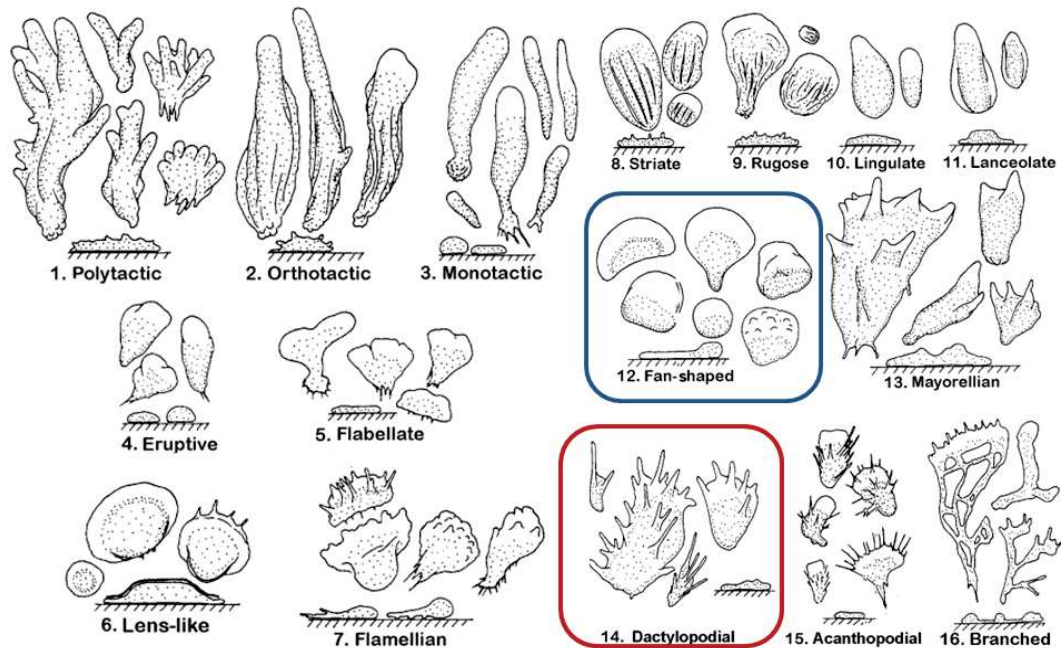 1. Polytactic
2. Orthotactic
3. Monotactic
4. Eruptive
5. Flabellate
6. Lens-like
7. Flamellian
8. Striate
9. Rugose
10. Lingulate
11. Lanceolate
12. Fan-shaped
13. Mayorellian
14. Dactylopodial
15. Acanthopodial
16. Branched